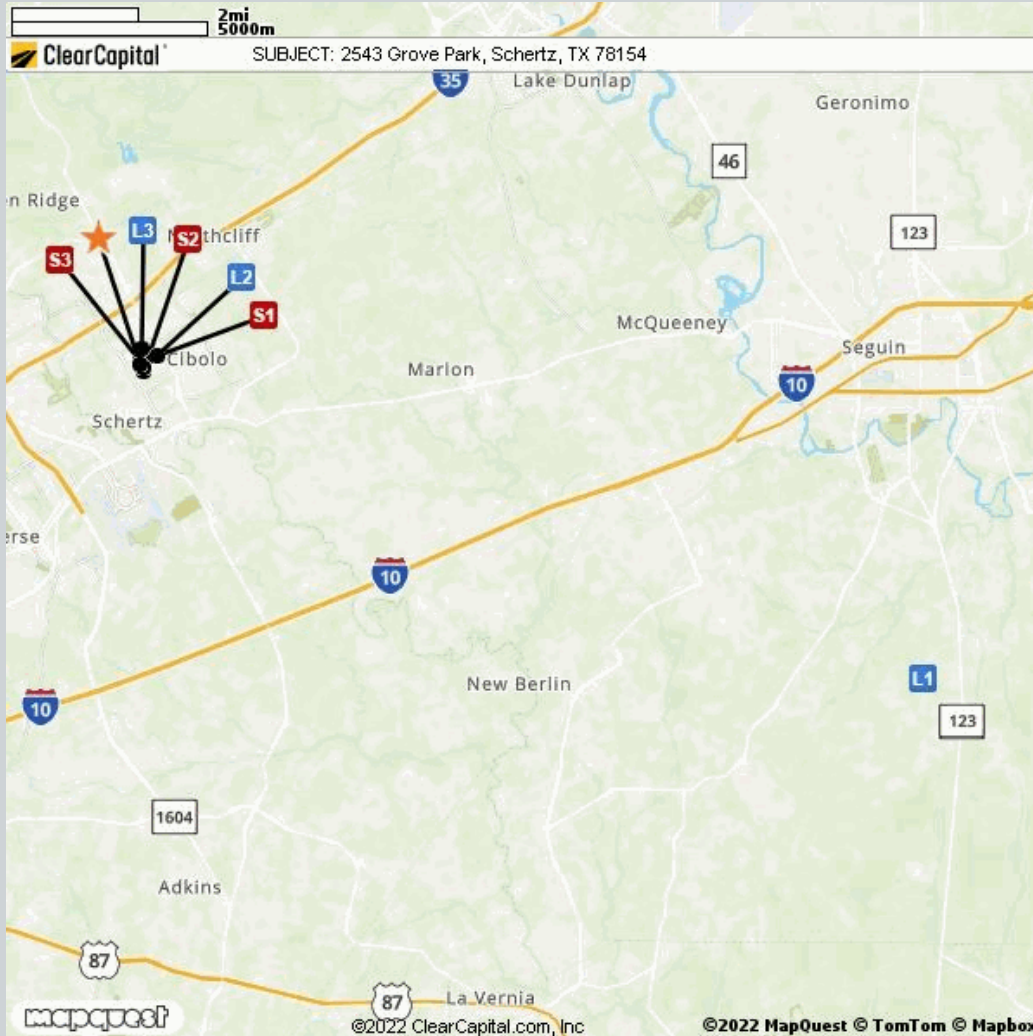 2mi
5000m
ClearCapital
SUBJECT: 2543 Grove Park, Schertz, TX 78154
35
Lake Dunlap
Geronimo
46
n Ridge
L3
S2
thcliff
123
S3
L2
S1
McQueeney
Cibolo
Marion
Seguin
10
Schertz
erse
10
New Berlin
L1
10
123
1604
Adkins
87
87
La Vernia
mapquest
©2022 ClearCapital.com, Inc
©2022 MapQuest © TomTom © Mapbo